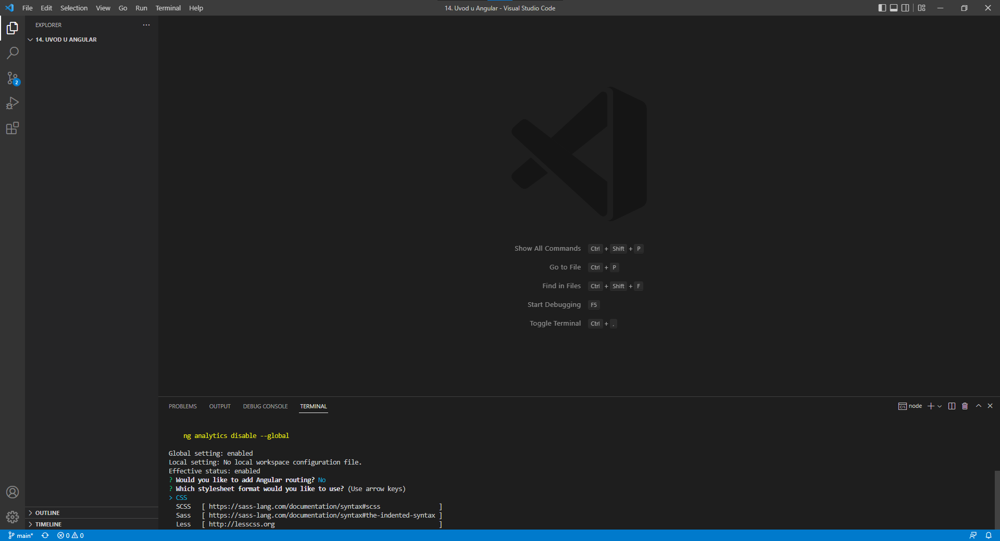 File Edit Selection View Go Run Terminal Help
14. Uvod u Angular - Visual Studio Code
EXPLORER
14. UVOD U ANGULAR
2
Show All Commands Ctrl + Shift + P
Go to File Ctrl + P
Find in Files Ctrl + Shift + F
Start Debugging F5
Toggle Terminal Ctrl + .
PROBLEMS OUTPUT DEBUG CONSOLE TERMINAL
node
ng analytics disable --global
Global setting: enabled
Local setting: No local workspace configuration file.
Effective status: enabled
? Would you like to add Angular routing? No
? Which stylesheet format would you like to use? (Use arrow keys)
> CSS
SCSS [ https://sass-lang.com/documentation/syntax#scss ]
Sass [ https://sass-lang.com/documentation/syntax#the-indented-syntax ]
Less [ http://lesscss.org ]
OUTLINE
TIMELINE
main* 0 0